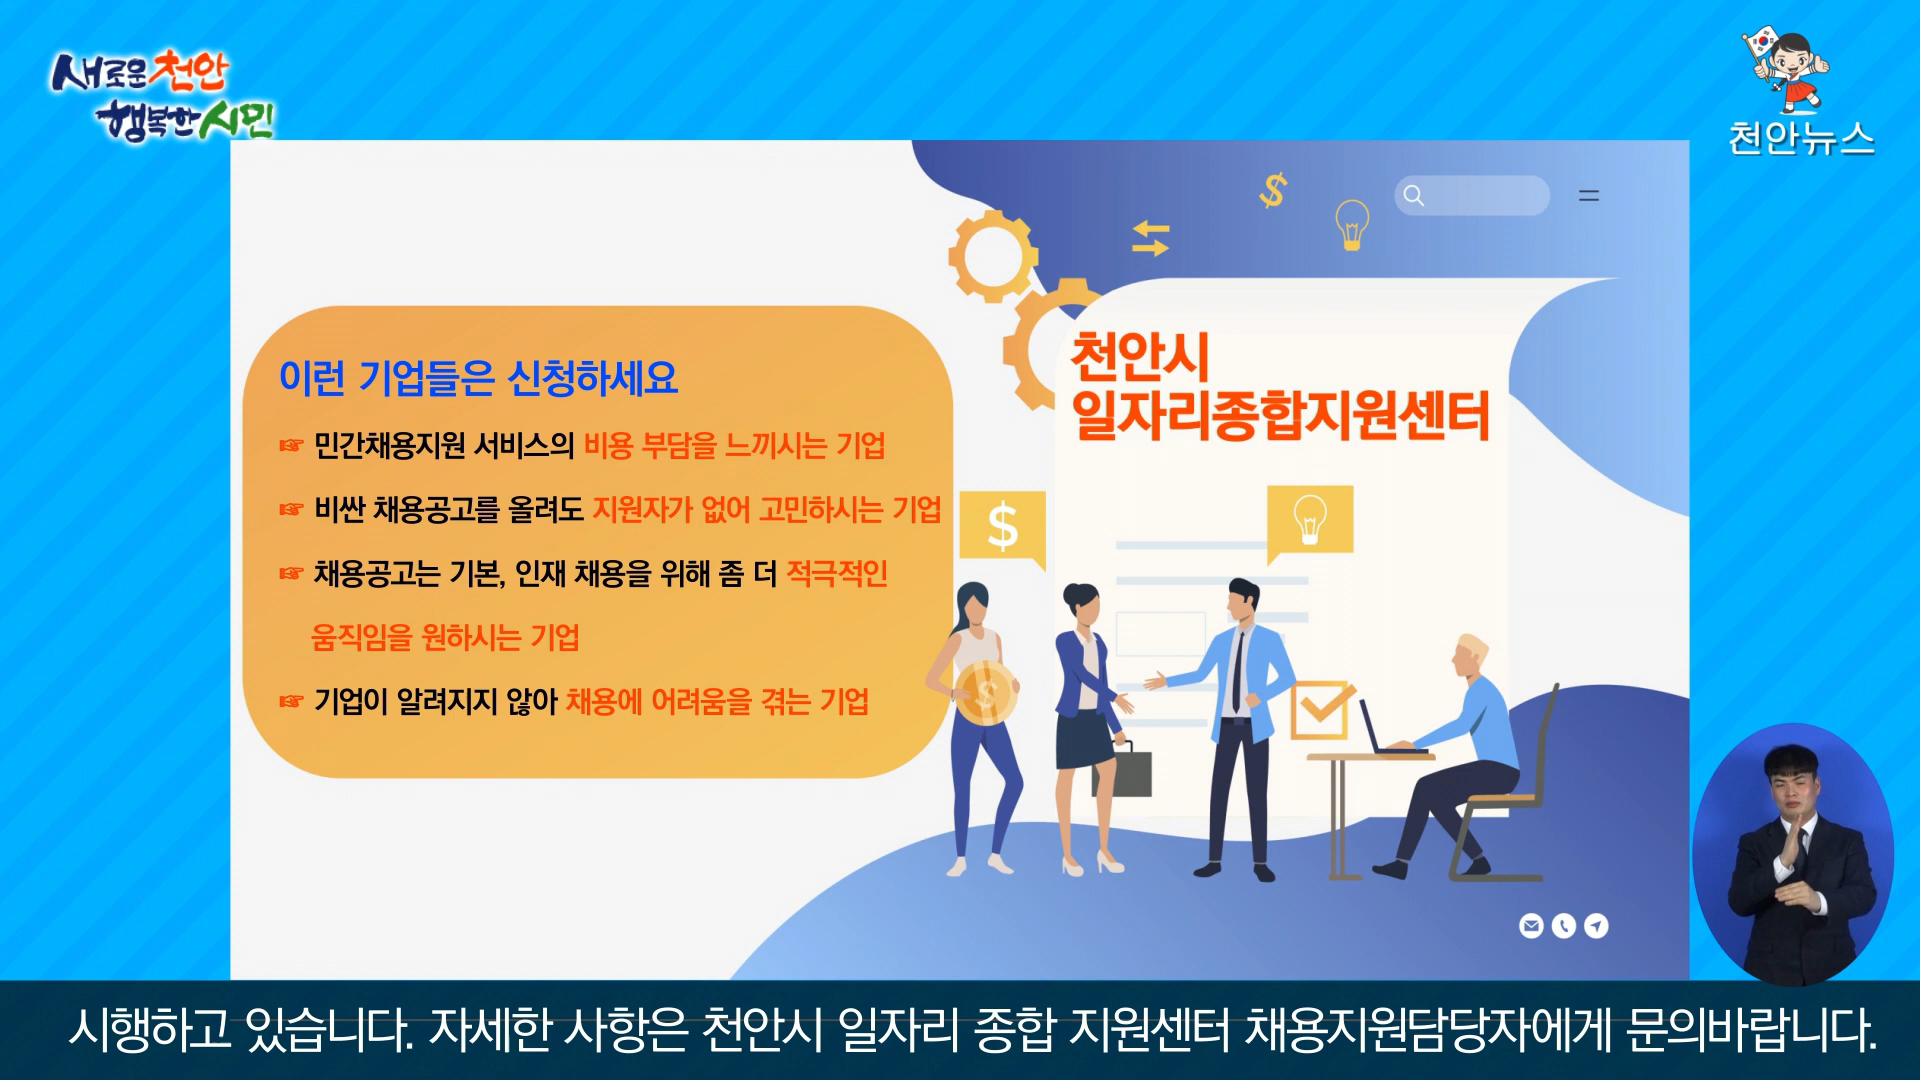 새로운 천안
행복한 시민
천안뉴스
천안시
일자리종합지원센터
이런 기업들은 신청하세요
☞ 민간채용지원 서비스의 비용 부담을 느끼시는 기업
☞ 비싼 채용공고를 올려도 지원자가 없어 고민하시는 기업
☞ 채용공고는 기본, 인재 채용을 위해 좀 더 적극적인
움직임을 원하시는 기업
☞ 기업이 알려지지 않아 채용에 어려움을 겪는 기업
시행하고 있습니다. 자세한 사항은 천안시 일자리 종합 지원센터 채용지원담당자에게 문의바랍니다.